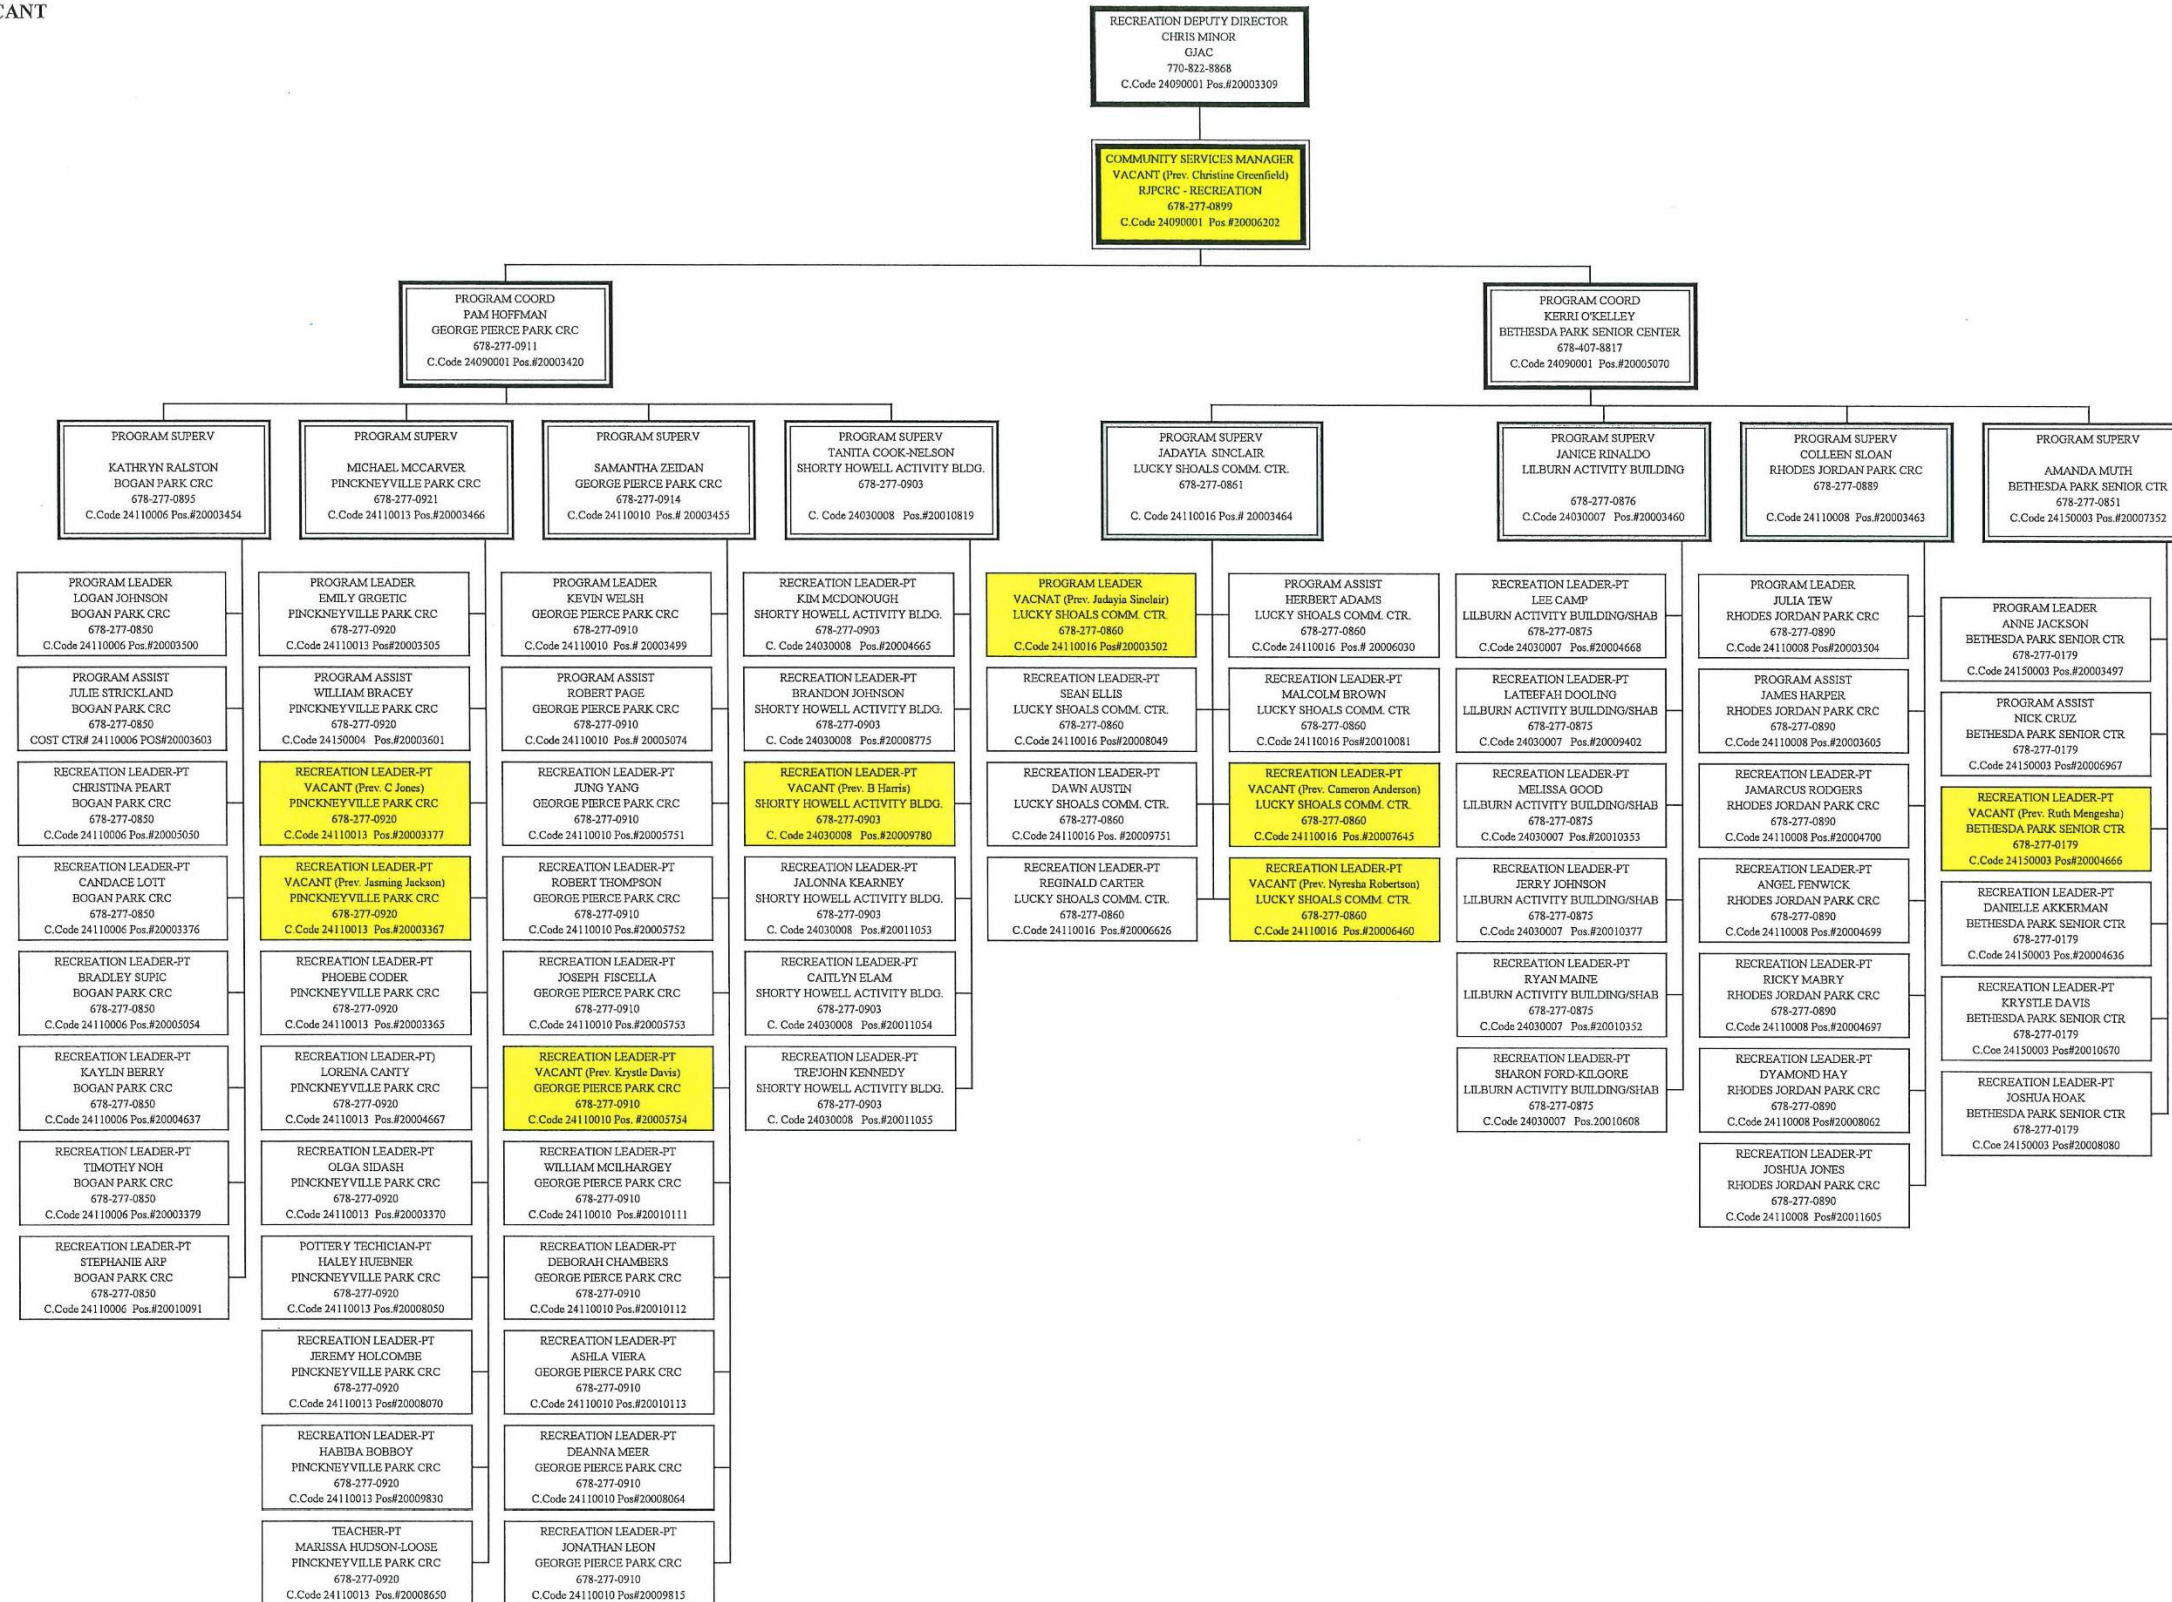 CANT
RECREATION DEPUTY DIRECTOR
CHRIS MINOR
GJAC
770-822-8868
C.Code 24090001 Pos.#20003309
COMMUNITY SERVICES MANAGER
VACANT (Prev. Christine Greenfield)
RJPCRC - RECREATION
678-277-0899
C.Code 24090001 Pos.#20006202
PROGRAM COORD
PAM HOFFMAN
GEORGE PIERCE PARK CRC
678-277-0911
C.Code 24090001 Pos.#20003420
PROGRAM COORD
KERRI O'KELLEY
BETHESDA PARK SENIOR CENTER
678-407-8817
C.Code 24090001 Pos.#20005070
PROGRAM SUPERV
KATHRYN RALSTON
BOGAN PARK CRC
678-277-0895
C.Code 24110006 Pos.#20003454
PROGRAM SUPERV
MICHAEL MCCARVER
PINCKNEYVILLE PARK CRC
678-277-0921
C.Code 24110013 Pos.#20003466
PROGRAM SUPERV
SAMANTHA ZEIDAN
GEORGE PIERCE PARK CRC
678-277-0914
C.Code 24110010 Pos.# 20003455
PROGRAM SUPERV
TANITA COOK-NELSON
SHORTY HOWELL ACTIVITY BLDG.
678-277-0903
C. Code 24030008 Pos.#20010819
PROGRAM SUPERV
JADAYIA SINCLAIR
LUCKY SHOALS COMM. CTR.
678-277-0861
C. Code 24110016 Pos.# 20003464
PROGRAM SUPERV
JANICE RINALDO
LILBURN ACTIVITY BUILDING
678-277-0876
C.Code 24030007 Pos.#20003460
PROGRAM SUPERV
COLLEEN SLOAN
RHODES JORDAN PARK CRC
678-277-0889
C.Code 24110008 Pos.#20003463
PROGRAM SUPERV
AMANDA MUTH
BETHESDA PARK SENIOR CTR
678-277-0851
C.Code 24150003 Pos.#20007352
PROGRAM LEADER
LOGAN JOHNSON
BOGAN PARK CRC
678-277-0850
C.Code 24110006 Pos.#20003500
PROGRAM ASSIST
JULIE STRICKLAND
BOGAN PARK CRC
678-277-0850
COST CTR# 24110006 POS#20003603
RECREATION LEADER-PT
CHRISTINA PEART
BOGAN PARK CRC
678-277-0850
C.Code 24110006 Pos.#20005050
RECREATION LEADER-PT
CANDACE LOTT
BOGAN PARK CRC
678-277-0850
C.Code 24110006 Pos.#20003376
RECREATION LEADER-PT
BRADLEY SUPIC
BOGAN PARK CRC
678-277-0850
C.Code 24110006 Pos.#20005054
RECREATION LEADER-PT
KAYLIN BERRY
BOGAN PARK CRC
678-277-0850
C.Code 24110006 Pos.#20004637
RECREATION LEADER-PT
TIMOTHY NOH
BOGAN PARK CRC
678-277-0850
C.Code 24110006 Pos.#20003379
RECREATION LEADER-PT
STEPHANIE ARP
BOGAN PARK CRC
678-277-0850
C.Code 24110006 Pos.#20010091
PROGRAM LEADER
EMILY GRGETIC
PINCKNEYVILLE PARK CRC
678-277-0920
C.Code 24110013 Pos#20003505
PROGRAM ASSIST
WILLIAM BRACEY
PINCKNEYVILLE PARK CRC
678-277-0920
C.Code 24150004 Pos.#20003601
RECREATION LEADER-PT
VACANT (Prev. C Jones)
PINCKNEYVILLE PARK CRC
678-277-0920
C.Code 24110013 Pos.#20003377
RECREATION LEADER-PT
VACANT (Prev. Jasming Jackson)
PINCKNEYVILLE PARK CRC
678-277-0920
C.Code 24110013 Pos.#20003367
RECREATION LEADER-PT
PHOEBE CODER
PINCKNEYVILLE PARK CRC
678-277-0920
C.Code 24110013 Pos.#20003365
RECREATION LEADER-PT)
LORENA CANTY
PINCKNEYVILLE PARK CRC
678-277-0920
C.Code 24110013 Pos.#20004667
RECREATION LEADER-PT
OLGA SIDASH
PINCKNEYVILLE PARK CRC
678-277-0920
C.Code 24110013 Pos.#20003370
POTTERY TECHICIAN-PT
HALEY HUEBNER
PINCKNEYVILLE PARK CRC
678-277-0920
C.Code 24110013 Pos.#20008050
RECREATION LEADER-PT
JEREMY HOLCOMBE
PINCKNEYVILLE PARK CRC
678-277-0920
C.Code 24110013 Pos#20008070
RECREATION LEADER-PT
HABIBA BOBBOY
PINCKNEYVILLE PARK CRC
678-277-0920
C.Code 24110013 Pos#20009830
TEACHER-PT
MARISSA HUDSON-LOOSE
PINCKNEYVILLE PARK CRC
678-277-0920
C.Code 24110013 Pos.#20008650
PROGRAM LEADER
KEVIN WELSH
GEORGE PIERCE PARK CRC
678-277-0910
C.Code 24110010 Pos.# 20003499
PROGRAM ASSIST
ROBERT PAGE
GEORGE PIERCE PARK CRC
678-277-0910
C.Code 24110010 Pos.# 20005074
RECREATION LEADER-PT
JUNG YANG
GEORGE PIERCE PARK CRC
678-277-0910
C.Code 24110010 Pos.#20005751
RECREATION LEADER-PT
ROBERT THOMPSON
GEORGE PIERCE PARK CRC
678-277-0910
C.Code 24110010 Pos.#20005752
RECREATION LEADER-PT
JOSEPH FISCELLA
GEORGE PIERCE PARK CRC
678-277-0910
C.Code 24110010 Pos.#20005753
RECREATION LEADER-PT
VACANT (Prev. Krystle Davis)
GEORGE PIERCE PARK CRC
678-277-0910
C.Code 24110010 Pos. #20005754
RECREATION LEADER-PT
WILLIAM MCILHARGEY
GEORGE PIERCE PARK CRC
678-277-0910
C.Code 24110010 Pos.#20010111
RECREATION LEADER-PT
DEBORAH CHAMBERS
GEORGE PIERCE PARK CRC
678-277-0910
C.Code 24110010 Pos.#20010112
RECREATION LEADER-PT
ASHLA VIERA
GEORGE PIERCE PARK CRC
678-277-0910
C.Code 24110010 Pos.#20010113
RECREATION LEADER-PT
DEANNA MEER
GEORGE PIERCE PARK CRC
678-277-0910
C.Code 24110010 Pos#20008064
RECREATION LEADER-PT
JONATHAN LEON
GEORGE PIERCE PARK CRC
678-277-0910
C.Code 24110010 Pos#20009815
RECREATION LEADER-PT
KIM MCDONOUGH
SHORTY HOWELL ACTIVITY BLDG.
678-277-0903
C. Code 24030008 Pos.#20004665
RECREATION LEADER-PT
BRANDON JOHNSON
SHORTY HOWELL ACTIVITY BLDG.
678-277-0903
C. Code 24030008 Pos.#20008775
RECREATION LEADER-PT
VACANT (Prev. B Harris)
SHORTY HOWELL ACTIVITY BLDG.
678-277-0903
C. Code 24030008 Pos.#20009780
RECREATION LEADER-PT
JALONNA KEARNEY
SHORTY HOWELL ACTIVITY BLDG.
678-277-0903
C. Code 24030008 Pos.#20011053
RECREATION LEADER-PT
CAITLYN ELAM
SHORTY HOWELL ACTIVITY BLDG.
678-277-0903
C. Code 24030008 Pos.#20011054
RECREATION LEADER-PT
TRE'JOHN KENNEDY
SHORTY HOWELL ACTIVITY BLDG.
678-277-0903
C. Code 24030008 Pos.#20011055
PROGRAM LEADER
VACNAT (Prev. Jadayia Sinclair)
LUCKY SHOALS COMM. CTR.
678-277-0860
C.Code 24110016 Pos#20003502
RECREATION LEADER-PT
SEAN ELLIS
LUCKY SHOALS COMM. CTR.
678-277-0860
C.Code 24110016 Pos#20008049
RECREATION LEADER-PT
DAWN AUSTIN
LUCKY SHOALS COMM. CTR.
678-277-0860
C.Code 24110016 Pos. #20009751
RECREATION LEADER-PT
REGINALD CARTER
LUCKY SHOALS COMM. CTR.
678-277-0860
C.Code 24110016 Pos.#20006626
PROGRAM ASSIST
HERBERT ADAMS
LUCKY SHOALS COMM. CTR.
678-277-0860
C.Code 24110016 Pos.# 20006030
RECREATION LEADER-PT
MALCOLM BROWN
LUCKY SHOALS COMM. CTR
678-277-0860
C.Code 24110016 Pos#20010081
RECREATION LEADER-PT
VACANT (Prev. Cameron Anderson)
LUCKY SHOALS COMM. CTR.
678-277-0860
C.Code 24110016 Pos.#20007645
RECREATION LEADER-PT
VACANT (Prev. Nyresha Robertson)
LUCKY SHOALS COMM. CTR.
678-277-0860
C.Code 24110016 Pos.#20006460
RECREATION LEADER-PT
LEE CAMP
LILBURN ACTIVITY BUILDING/SHAB
678-277-0875
C.Code 24030007 Pos.#20004668
RECREATION LEADER-PT
LATEEFAH DOOLING
LILBURN ACTIVITY BUILDING/SHAB
678-277-0875
C.Code 24030007 Pos.#20009402
RECREATION LEADER-PT
MELISSA GOOD
LILBURN ACTIVITY BUILDING/SHAB
678-277-0875
C.Code 24030007 Pos.#20010353
RECREATION LEADER-PT
JERRY JOHNSON
LILBURN ACTIVITY BUILDING/SHAB
678-277-0875
C.Code 24030007 Pos.#20010377
RECREATION LEADER-PT
RYAN MAINE
LILBURN ACTIVITY BUILDING/SHAB
678-277-0875
C.Code 24030007 Pos.#20010352
RECREATION LEADER-PT
SHARON FORD-KILGORE
LILBURN ACTIVITY BUILDING/SHAB
678-277-0875
C.Code 24030007 Pos.20010608
PROGRAM LEADER
JULIA TEW
RHODES JORDAN PARK CRC
678-277-0890
C.Code 24110008 Pos.#20003504
PROGRAM ASSIST
JAMES HARPER
RHODES JORDAN PARK CRC
678-277-0890
C.Code 24110008 Pos.#20003605
RECREATION LEADER-PT
JAMARCUS RODGERS
RHODES JORDAN PARK CRC
678-277-0890
C.Code 24110008 Pos.#20004700
RECREATION LEADER-PT
ANGEL FENWICK
RHODES JORDAN PARK CRC
678-277-0890
C.Code 24110008 Pos.#20004699
RECREATION LEADER-PT
RICKY MABRY
RHODES JORDAN PARK CRC
678-277-0890
C.Code 24110008 Pos.#20004697
RECREATION LEADER-PT
DYAMOND HAY
RHODES JORDAN PARK CRC
678-277-0890
C.Code 24110008 Pos#20008062
RECREATION LEADER-PT
JOSHUA JONES
RHODES JORDAN PARK CRC
678-277-0890
C.Code 24110008 Pos#20011605
PROGRAM LEADER
ANNE JACKSON
BETHESDA PARK SENIOR CTR
678-277-0179
C.Code 24150003 Pos.#20003497
PROGRAM ASSIST
NICK CRUZ
BETHESDA PARK SENIOR CTR
678-277-0179
C.Code 24150003 Pos#20006967
RECREATION LEADER-PT
VACANT (Prev. Ruth Mengesha)
BETHESDA PARK SENIOR CTR
678-277-0179
C.Code 24150003 Pos#20004666
RECREATION LEADER-PT
DANIELLE AKKERMAN
BETHESDA PARK SENIOR CTR
678-277-0179
C.Code 24150003 Pos.#20004636
RECREATION LEADER-PT
KRYSTLE DAVIS
BETHESDA PARK SENIOR CTR
678-277-0179
C.Coe 24150003 Pos#20010670
RECREATION LEADER-PT
JOSHUA HOAK
BETHESDA PARK SENIOR CTR
678-277-0179
C.Coe 24150003 Pos#20008080